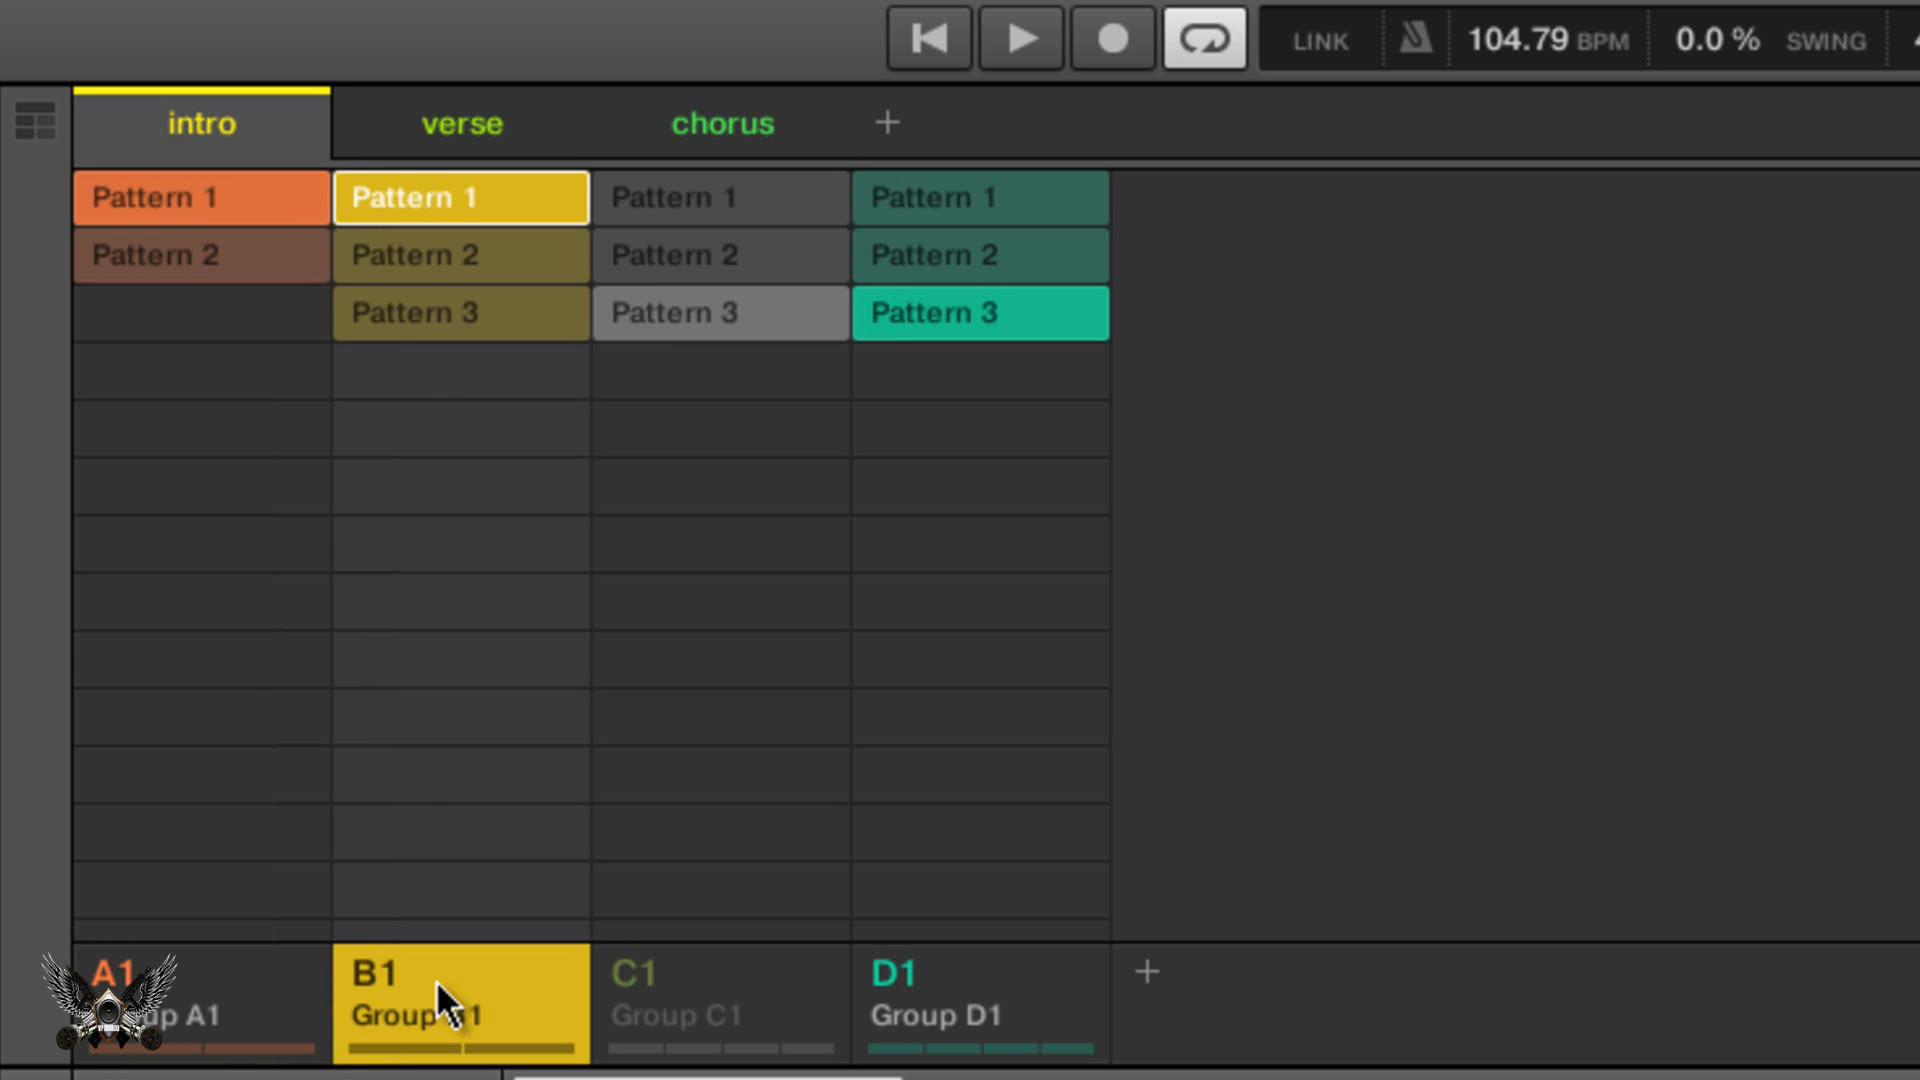 LINK 104.79 BPM 0.0 % SWING
intro verse chorus +
Pattern 1 Pattern 1 Pattern 1 Pattern 1
Pattern 2 Pattern 2 Pattern 2 Pattern 2
Pattern 3 Pattern 3 Pattern 3
A1 B1 C1 D1 +
up A1 Group 1 Group C1 Group D1